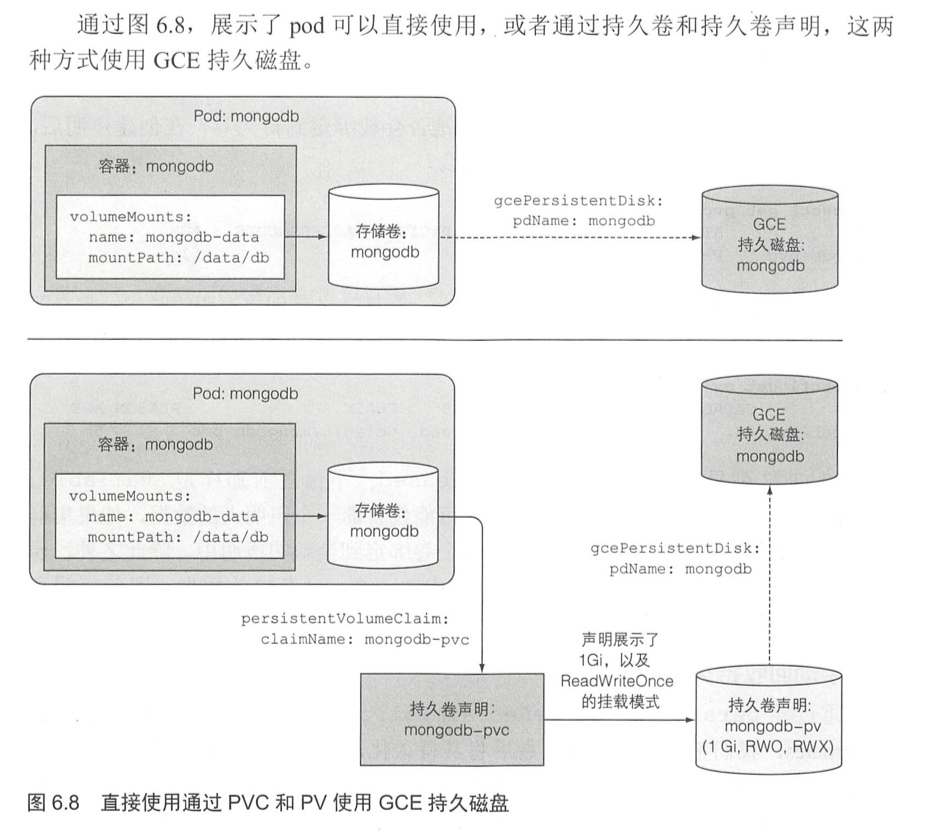 通过图 6.8，展示了 pod 可以直接使用，或者通过持久卷和持久卷声明，这两
种方式使用 GCE 持久磁盘。
Pod: mongodb
容器：mongodb
volumeMounts:
name: mongodb-data
mountPath: /data/db
存储卷：
mongodb
gcePersistentDisk:
pdName: mongodb
GCE
持久磁盘:
mongodb
Pod: mongodb
容器：mongodb
volumeMounts:
name: mongodb-data
mountPath: /data/db
存储卷：
mongodb
GCE
持久磁盘:
mongodb
gcePersistentDisk:
pdName: mongodb
persistentVolumeClaim:
claimName: mongodb-pvc
持久卷声明：
mongodb-pvc
声明展示了
1Gi，以及
ReadWriteOnce
的挂载模式
持久卷声明:
mongodb-pv
(1 Gi, RWO, RWX)
图 6.8 直接使用通过 PVC 和 PV 使用 GCE 持久磁盘